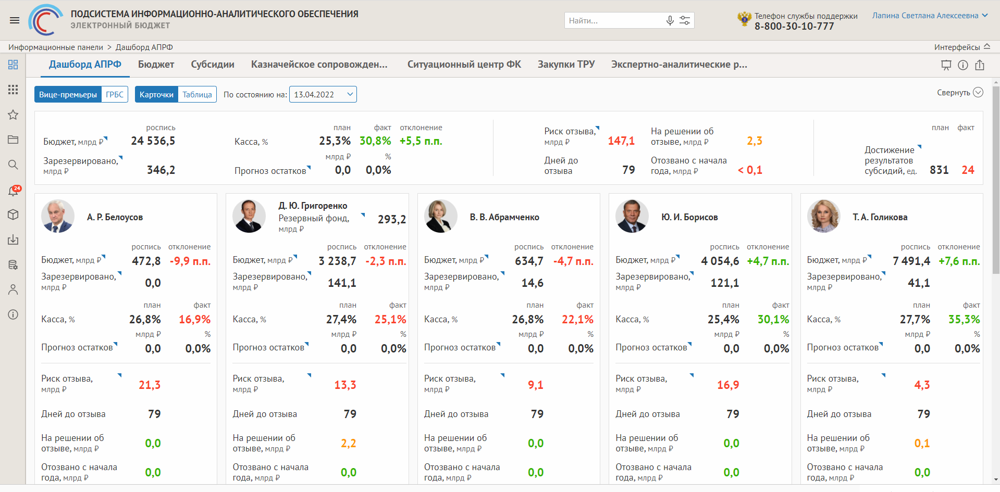 ПОДСИСТЕМА ИНФОРМАЦИОННО-АНАЛИТИЧЕСКОГО ОБЕСПЕЧЕНИЯ
ЭЛЕКТРОННЫЙ БЮДЖЕТ
Найти...
Телефон службы поддержки
8-800-30-10-777
Лапина Светлана Алексеевна
Информационные панели > Дашборд АПРФ
Интерфейсы
Дашборд АПРФ Бюджет Субсидии Казначейское сопровожден... Ситуационный центр ФК Закупки ТРУ Экспертно-аналитические р...
24
Вице-премьеры ГРБС Карточки Таблица По состоянию на: 13.04.2022
Свернуть
роспись
Бюджет, млрд ₽ 24 536,5
Зарезервировано,
млрд ₽ 346,2
план факт отклонение
Касса, % 25,3% 30,8% +5,5 п.п.
млрд ₽ %
Прогноз остатков 0,0 0,0%
Риск отзыва,
млрд ₽ 147,1
Дней до
отзыва 79
На решении об
отзыве, млрд ₽ 2,3
Отозвано с начала
года, млрд ₽ < 0,1
план факт
Достижение
результатов
субсидий, ед. 831 24
А. Р. Белоусов
роспись отклонение
Бюджет, млрд ₽ 472,8 -9,9 п.п.
Зарезервировано,
млрд ₽ 0,0
план факт
Касса, % 26,8% 16,9%
млрд ₽ %
Прогноз остатков 0,0 0,0%
Риск отзыва,
млрд ₽ 21,3
Дней до отзыва 79
На решении об
отзыве, млрд ₽ 0,0
Отозвано с начала
года, млрд ₽ 0,0
Д. Ю. Григоренко
Резервный фонд,
млрд ₽ 293,2
роспись отклонение
Бюджет, млрд ₽ 3 238,7 -2,3 п.п.
Зарезервировано,
млрд ₽ 141,1
план факт
Касса, % 27,4% 25,1%
млрд ₽ %
Прогноз остатков 0,0 0,0%
Риск отзыва,
млрд ₽ 13,3
Дней до отзыва 79
На решении об
отзыве, млрд ₽ 2,2
Отозвано с начала
года, млрд ₽ 0,0
В. В. Абрамченко
роспись отклонение
Бюджет, млрд ₽ 634,7 -4,7 п.п.
Зарезервировано,
млрд ₽ 14,6
план факт
Касса, % 26,8% 22,1%
млрд ₽ %
Прогноз остатков 0,0 0,0%
Риск отзыва,
млрд ₽ 9,1
Дней до отзыва 79
На решении об
отзыве, млрд ₽ 0,0
Отозвано с начала
года, млрд ₽ 0,0
Ю. И. Борисов
роспись отклонение
Бюджет, млрд ₽ 4 054,6 +4,7 п.п.
Зарезервировано,
млрд ₽ 121,1
план факт
Касса, % 25,4% 30,1%
млрд ₽ %
Прогноз остатков 0,0 0,0%
Риск отзыва,
млрд ₽ 16,9
Дней до отзыва 79
На решении об
отзыве, млрд ₽ 0,0
Отозвано с начала
года, млрд ₽ 0,0
Т. А. Голикова
роспись отклонение
Бюджет, млрд ₽ 7 491,4 +7,6 п.п.
Зарезервировано,
млрд ₽ 41,1
план факт
Касса, % 27,7% 35,3%
млрд ₽ %
Прогноз остатков 0,0 0,0%
Риск отзыва,
млрд ₽ 4,3
Дней до отзыва 79
На решении об
отзыве, млрд ₽ 0,1
Отозвано с начала
года, млрд ₽ 0,0